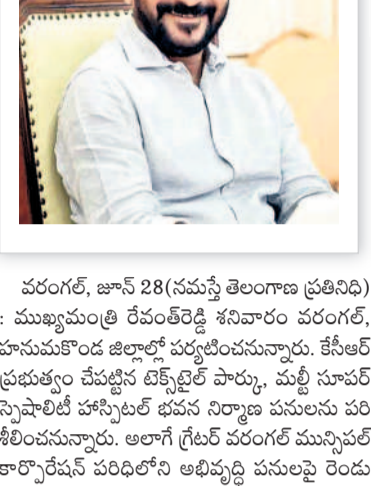 వరంగల్, జూన్ 28(నమస్తే తెలంగాణ ప్రతినిధి)
: ముఖ్యమంత్రి రేవంత్‌రెడ్డి శనివారం వరంగల్,
హనుమకొండ జిల్లాల్లో పర్యటించనున్నారు. కేసీఆర్
ప్రభుత్వం చేపట్టిన టెక్స్‌టైల్ పార్కు, మల్టీ సూపర్
స్పెషాలిటీ హాస్పిటల్ భవన నిర్మాణ పనులను పరి
శీలించనున్నారు. అలాగే గ్రేటర్ వరంగల్ మున్సిపల్
కార్పొరేషన్ పరిధిలోని అభివృద్ధి పనులపై రెండు